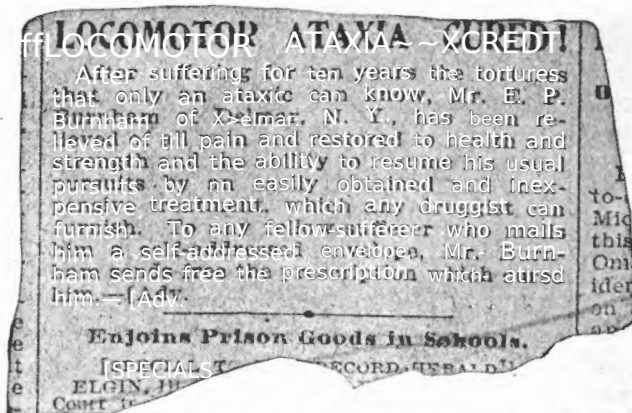 LOCOMOTOR ATAXIA CURED!
After suffering for ten years the tortures
that only an ataxic can know, Mr. E. P.
Burnham of Delmar, N. Y., has been re-
lieved of all pain and restored to health and
strength and the ability to resume his usual
pursuits by an easily obtained and inex-
pensive treatment, which any druggist can
furnish. To any fellow-sufferer who mails
him a self-addressed envelope, Mr. Burn-
ham sends free the prescription which cured
him.—[Adv.
Enjoins Prison Goods in Schools.
[SPECIAL RECORD-HERALD.]
ELGIN,
Court
to-
Mic
this
ider
on